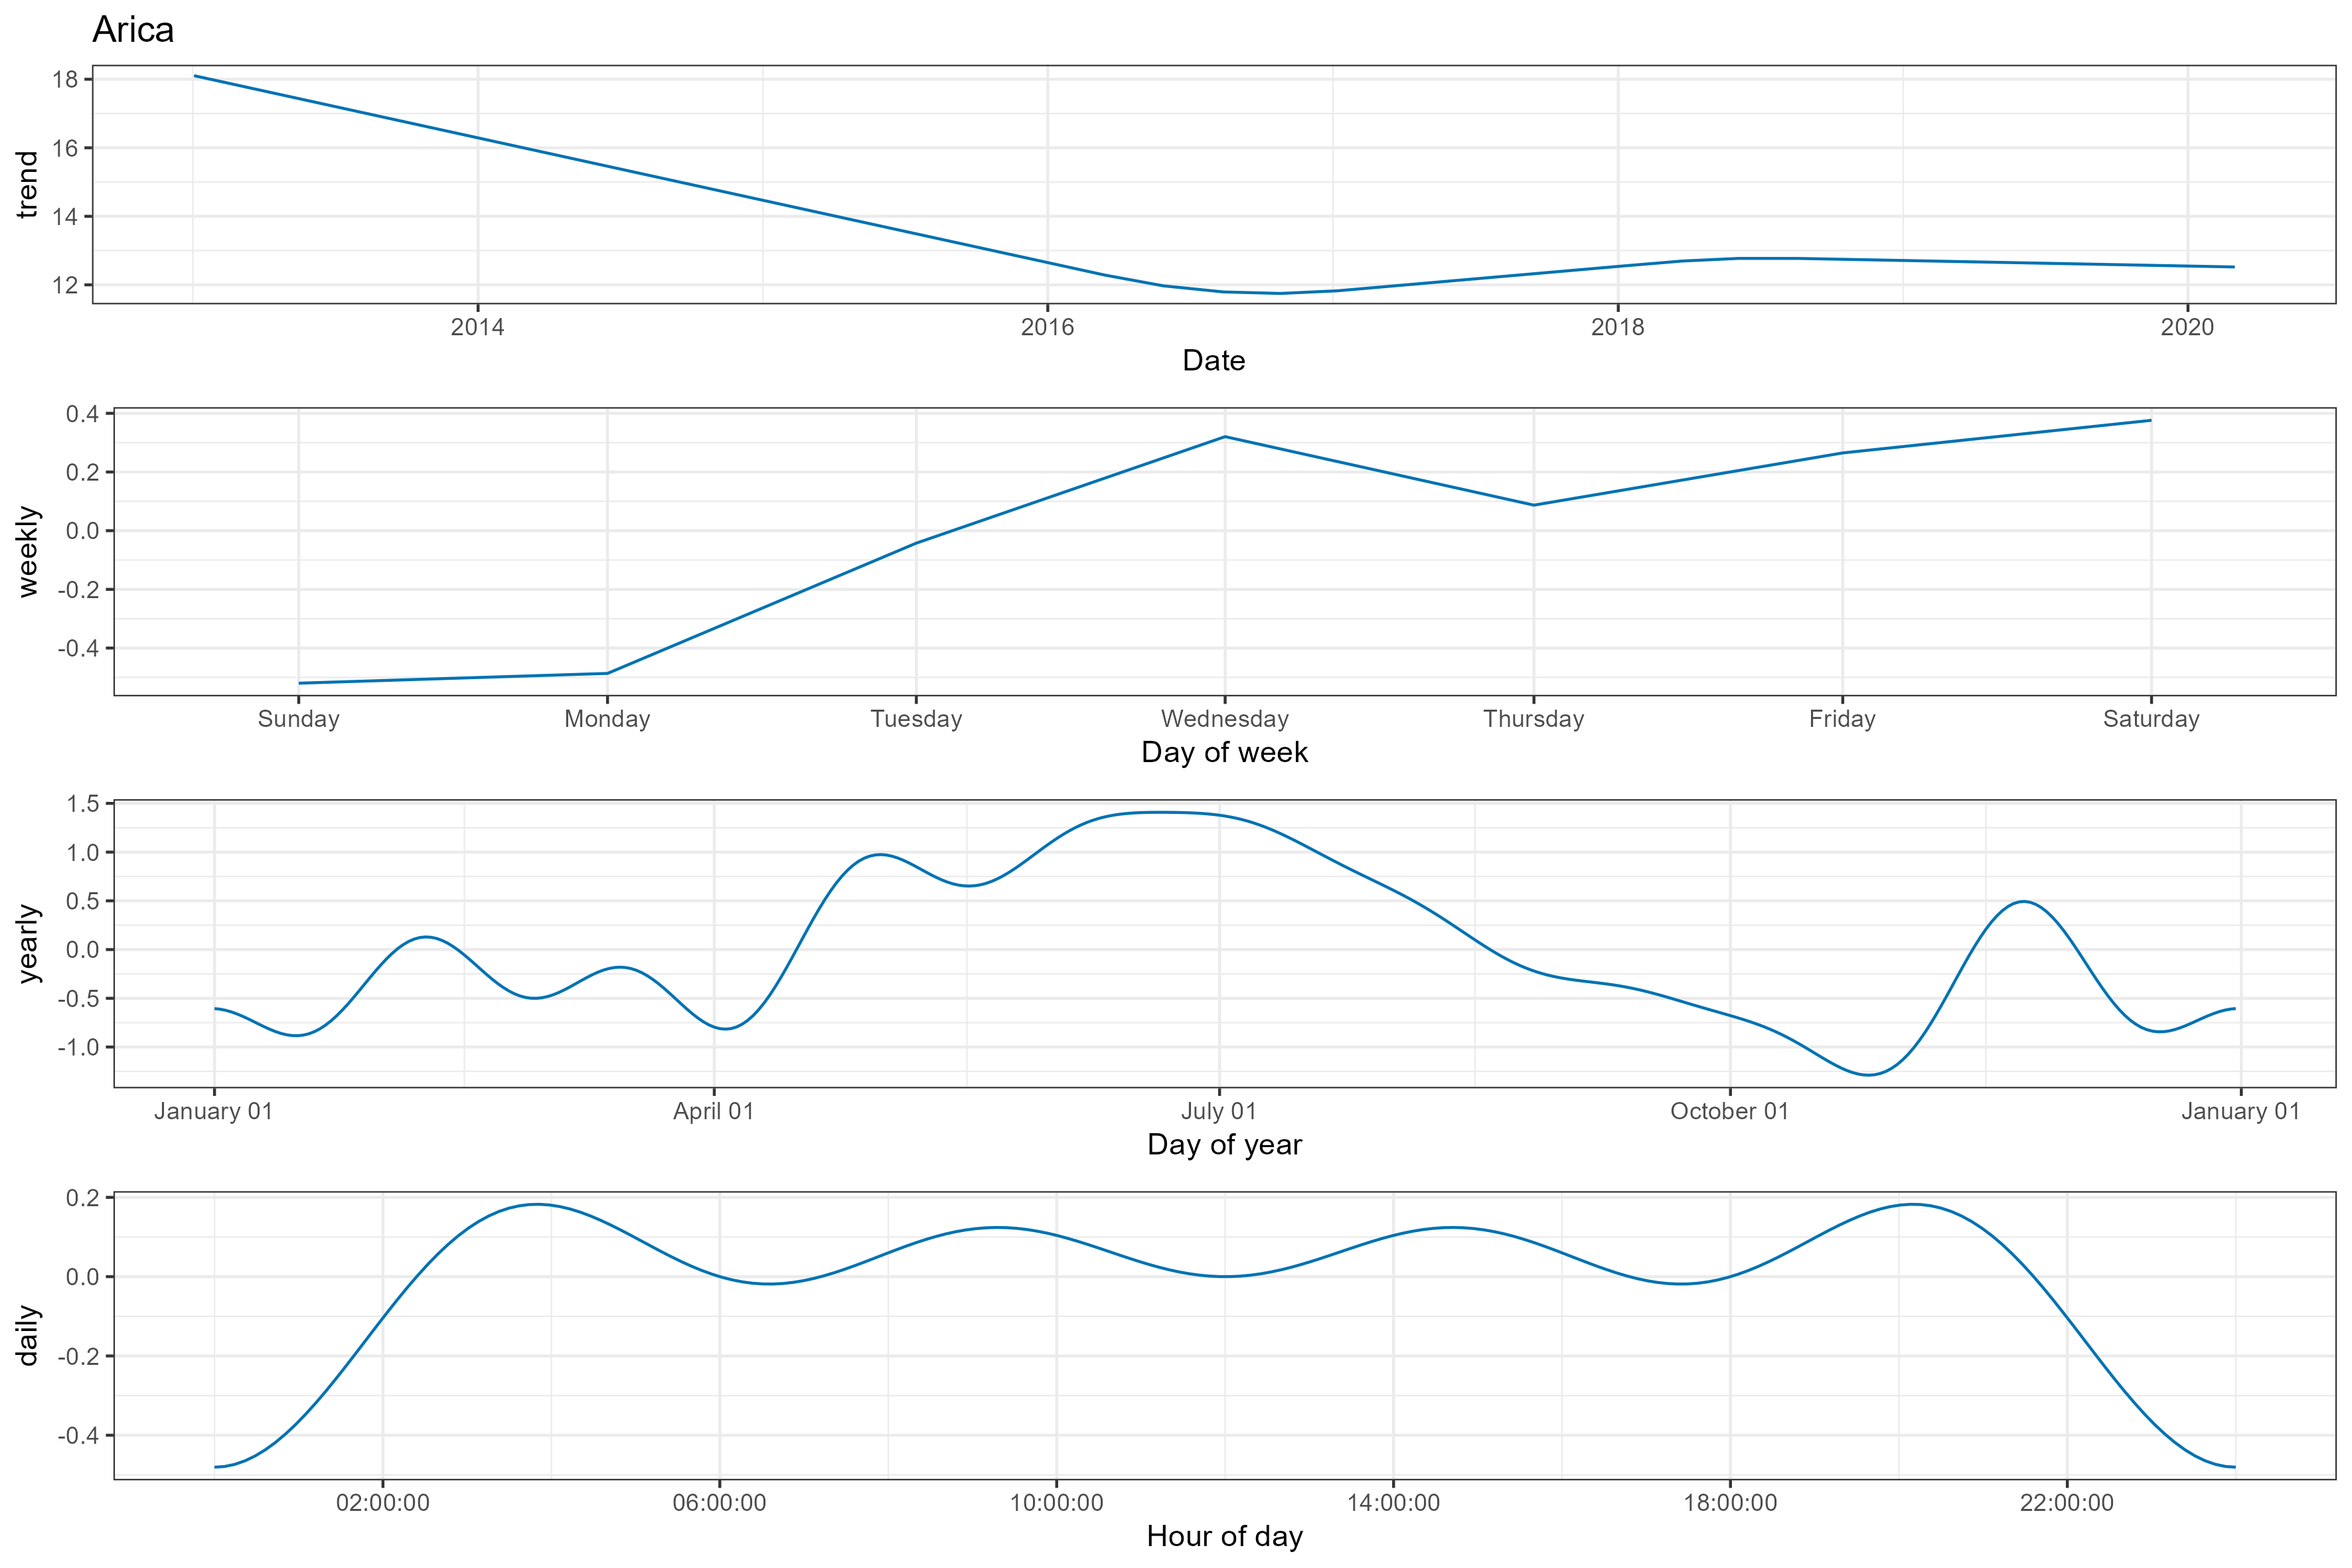 Arica
trend
18
16
14
12
2014 2016 2018 2020
Date
weekly
0.4
0.2
0.0
-0.2
-0.4
Sunday Monday Tuesday Wednesday Thursday Friday Saturday
Day of week
yearly
1.5
1.0
0.5
0.0
-0.5
-1.0
January 01 April 01 July 01 October 01 January 01
Day of year
daily
0.2
0.0
-0.2
-0.4
02:00:00 06:00:00 10:00:00 14:00:00 18:00:00 22:00:00
Hour of day